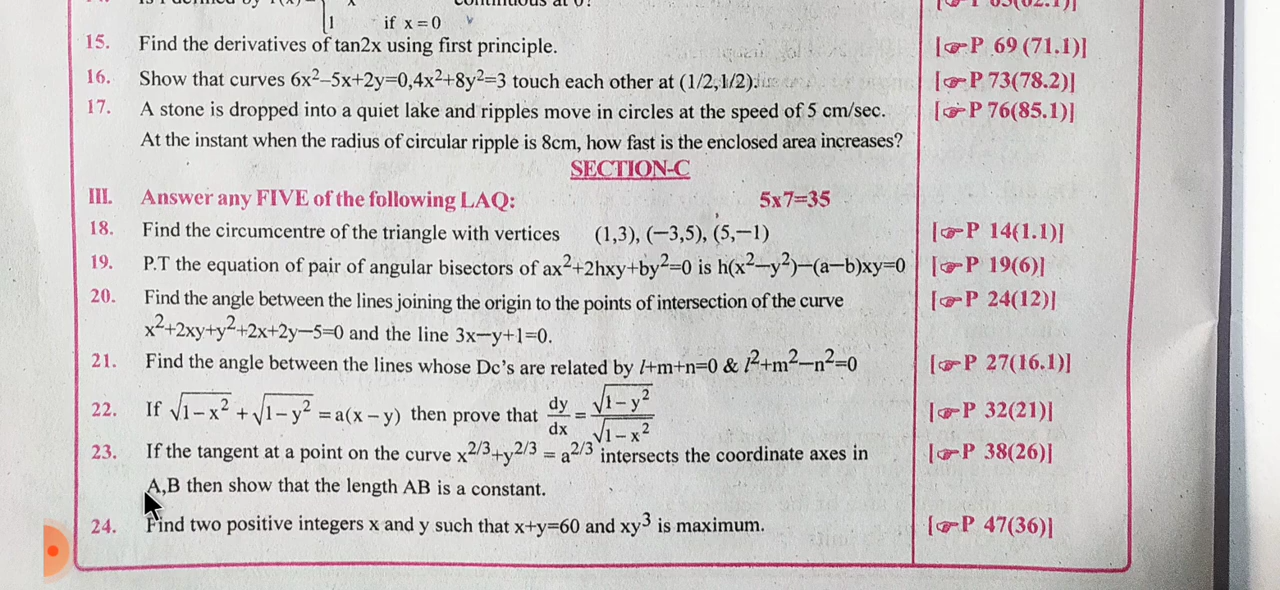 1 if x=0
15. Find the derivatives of tan2x using first principle. [☞P 69(71.1)]
16. Show that curves 6x²–5x+2y=0,4x²+8y²=3 touch each other at (1/2,1/2). [☞P 73(78.2)]
17. A stone is dropped into a quiet lake and ripples move in circles at the speed of 5 cm/sec. [☞P 76(85.1)]
At the instant when the radius of circular ripple is 8cm, how fast is the enclosed area increases?
SECTION-C
III. Answer any FIVE of the following LAQ: 5x7=35
18. Find the circumcentre of the triangle with vertices (1,3), (−3,5), (5,−1) [☞P 14(1.1)]
19. P.T the equation of pair of angular bisectors of ax²+2hxy+by²=0 is h(x²−y²)−(a−b)xy=0 [☞P 19(6)]
20. Find the angle between the lines joining the origin to the points of intersection of the curve [☞P 24(12)]
x²+2xy+y²+2x+2y−5=0 and the line 3x−y+1=0.
21. Find the angle between the lines whose Dc's are related by l+m+n=0 & l²+m²−n²=0 [☞P 27(16.1)]
22. If √(1−x²) + √(1−y²) = a(x−y) then prove that dy/dx = √(1−y²)/√(1−x²) [☞P 32(21)]
23. If the tangent at a point on the curve x^2/3+y^2/3 = a^2/3 intersects the coordinate axes in [☞P 38(26)]
A,B then show that the length AB is a constant.
24. Find two positive integers x and y such that x+y=60 and xy³ is maximum. [☞P 47(36)]